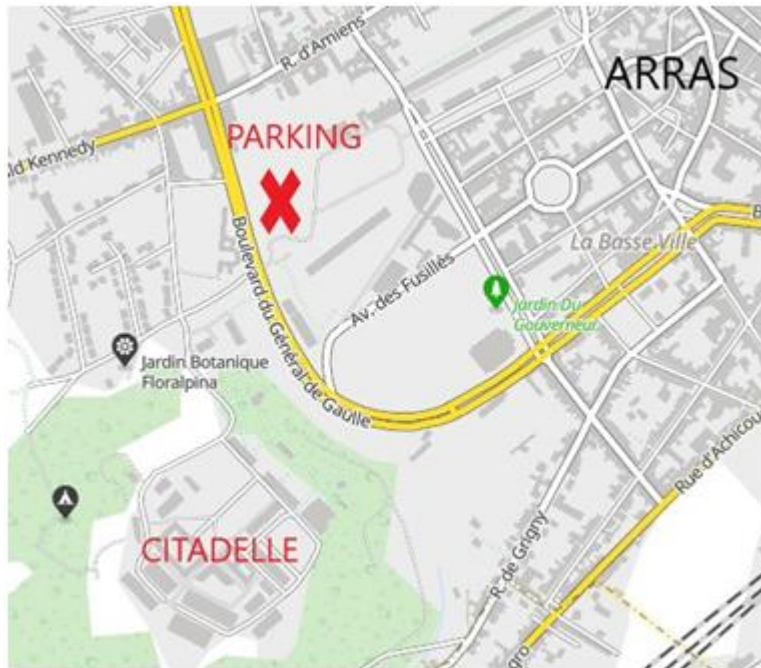 ARRAS
R. d'Amiens
PARKING
ld Kennedy
Boulevard du Général de Gaulle
La Basse Ville
Av. des Fusillés
Jardin Du
Gouverneur
Jardin Botanique
Floralpina
Rue d'Achicou
CITADELLE
R. de Grigny
gro
B